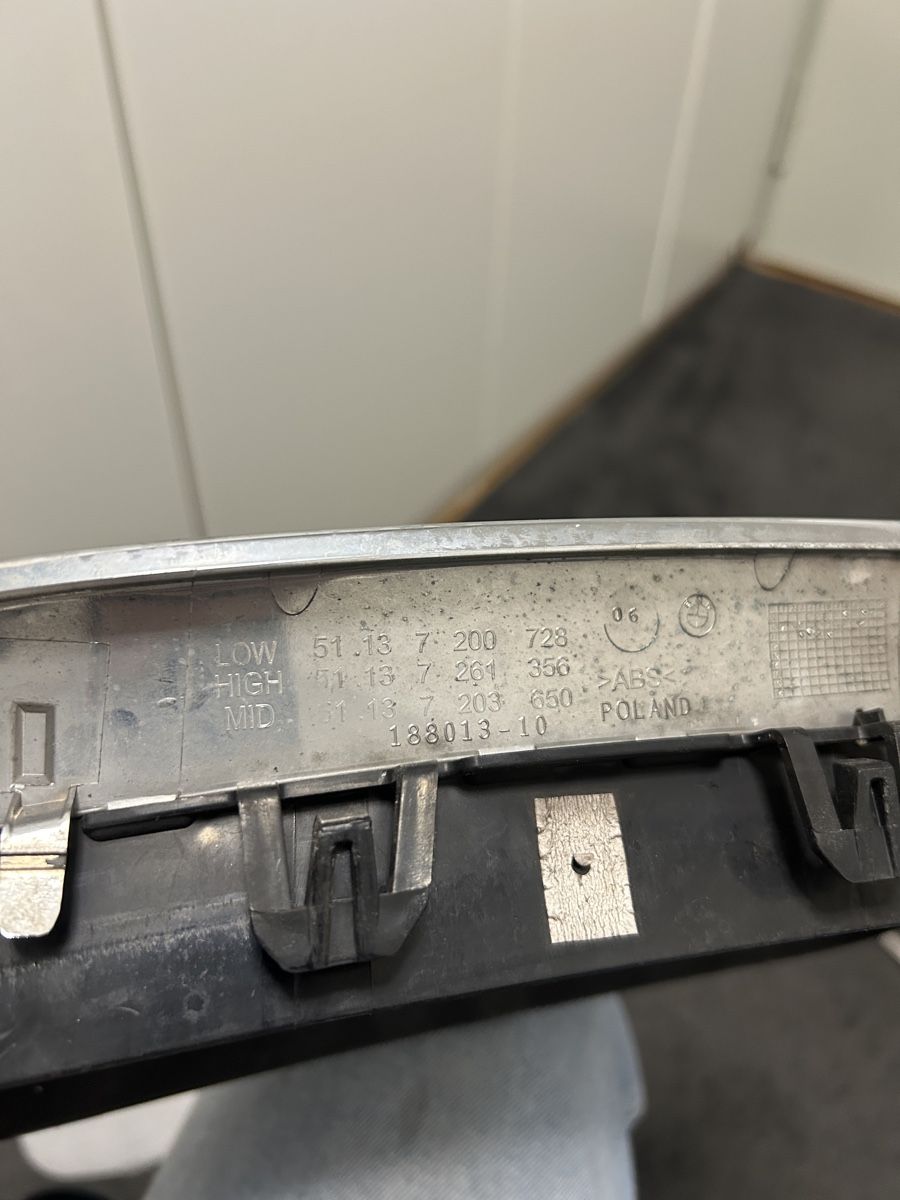 LOW 51.13 7 200 728
HIGH 51 13 7 261 356
MID 51.13 7 203 650
188013-10
06
>ABS<
POLAND